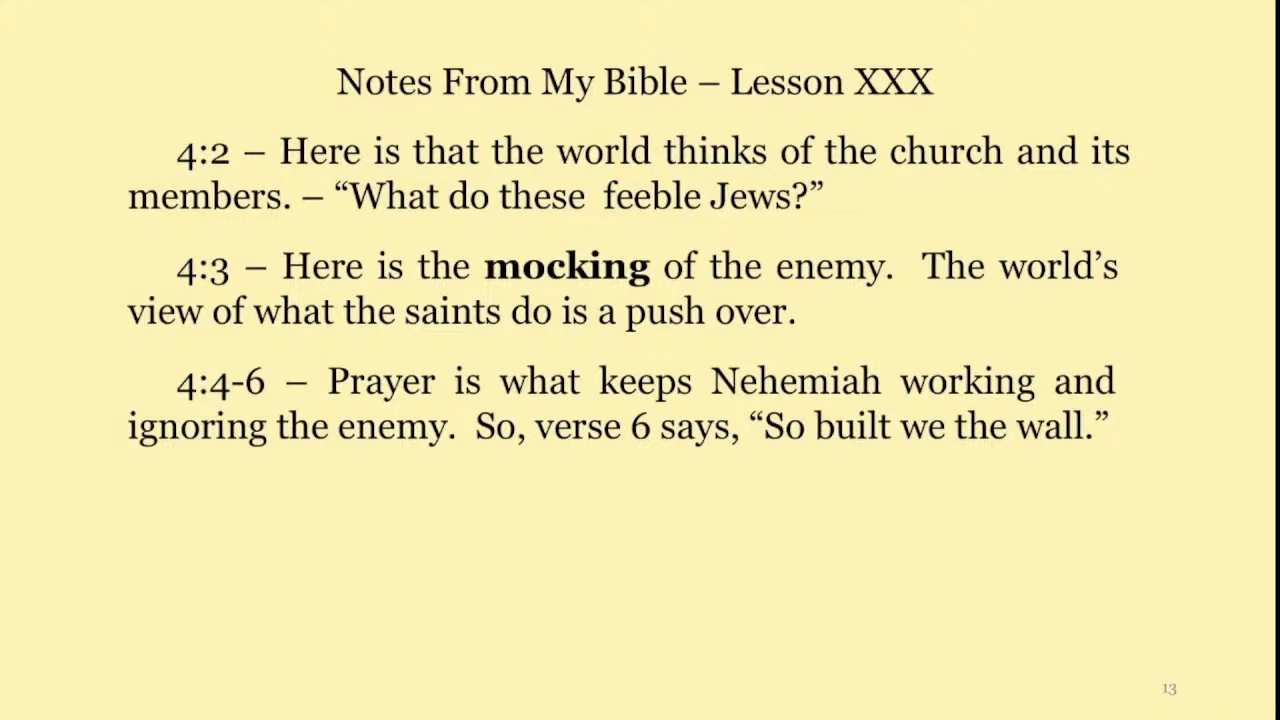 Notes From My Bible – Lesson XXX
4:2 – Here is that the world thinks of the church and its
members. – “What do these  feeble Jews?”
4:3 – Here is the mocking of the enemy.  The world’s
view of what the saints do is a push over.
4:4-6 – Prayer is what keeps Nehemiah working and
ignoring the enemy.  So, verse 6 says, “So built we the wall.”
13